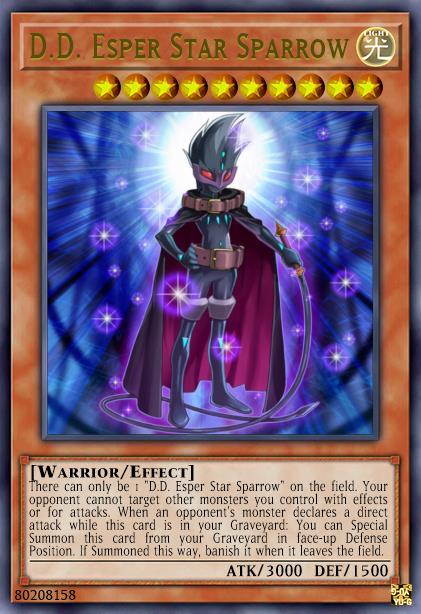 D.D. Esper Star Sparrow
LIGHT
光
[Warrior/Effect]
There can only be 1 "D.D. Esper Star Sparrow" on the field. Your
opponent cannot target other monsters you control with effects
or for attacks. When an opponent's monster declares a direct
attack while this card is in your Graveyard: You can Special
Summon this card from your Graveyard in face-up Defense
Position. If Summoned this way, banish it when it leaves the field.
ATK/3000 DEF/1500
80208158